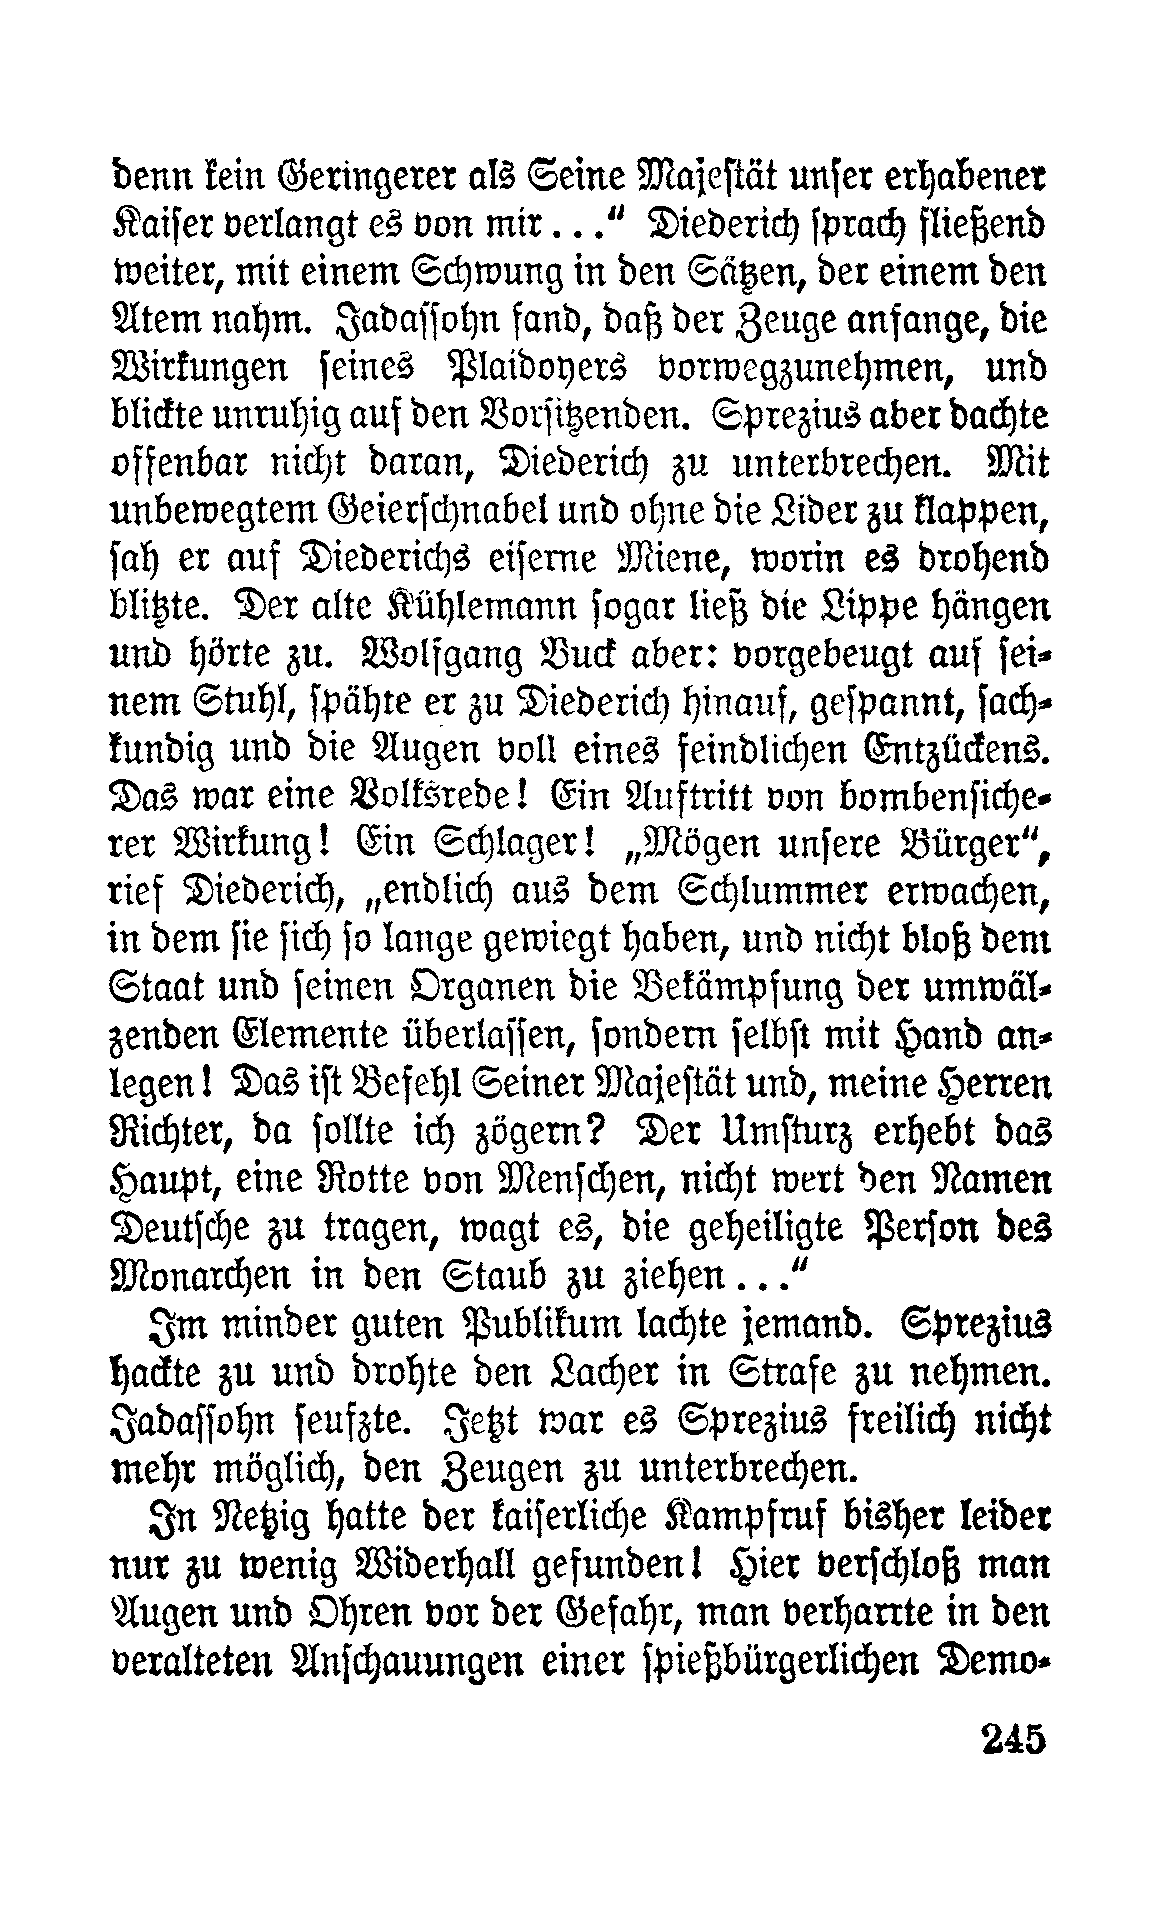 denn kein Geringerer als Seine Majeſtät unſer erhabener
Kaiſer verlangt es von mir . . .“ Diederich ſprach fließend
weiter, mit einem Schwung in den Sätzen, der einem den
Atem nahm. Jadasſohn fand, daß der Zeuge anfange, die
Wirkungen ſeines Plaidoyers vorwegzunehmen, und
blickte unruhig auf den Vorſitzenden. Sprezius aber dachte
offenbar nicht daran, Diederich zu unterbrechen. Mit
unbewegtem Geierſchnabel und ohne die Lider zu klappen,
ſah er auf Diederichs eiſerne Miene, worin es drohend
blitzte. Der alte Kühlemann ſogar ließ die Lippe hängen
und hörte zu. Wolfgang Buck aber: vorgebeugt auf ſei-
nem Stuhl, ſpähte er zu Diederich hinauf, geſpannt, ſach-
kundig und die Augen voll eines feindlichen Entzückens.
Das war eine Volksrede! Ein Auftritt von bombenſiche-
rer Wirkung! Ein Schlager! „Mögen unſere Bürger“,
rief Diederich, „endlich aus dem Schlummer erwachen,
in dem ſie ſich ſo lange gewiegt haben, und nicht bloß dem
Staat und ſeinen Organen die Bekämpfung der umwäl-
zenden Elemente überlaſſen, ſondern ſelbſt mit Hand an-
legen! Das iſt Befehl Seiner Majeſtät und, meine Herren
Richter, da ſollte ich zögern? Der Umſturz erhebt das
Haupt, eine Rotte von Menſchen, nicht wert den Namen
Deutſche zu tragen, wagt es, die geheiligte Perſon des
Monarchen in den Staub zu ziehen . . .“
Im minder guten Publikum lachte jemand. Sprezius
hackte zu und drohte den Lacher in Strafe zu nehmen.
Jadaſſohn ſeufzte. Jetzt war es Sprezius freilich nicht
mehr möglich, den Zeugen zu unterbrechen.
In Netzig hatte der kaiſerliche Kampfruf bisher leider
nur zu wenig Widerhall gefunden! Hier verſchloß man
Augen und Ohren vor der Gefahr, man verharrte in den
veralteten Anſchauungen einer ſpießbürgerlichen Demo-
245